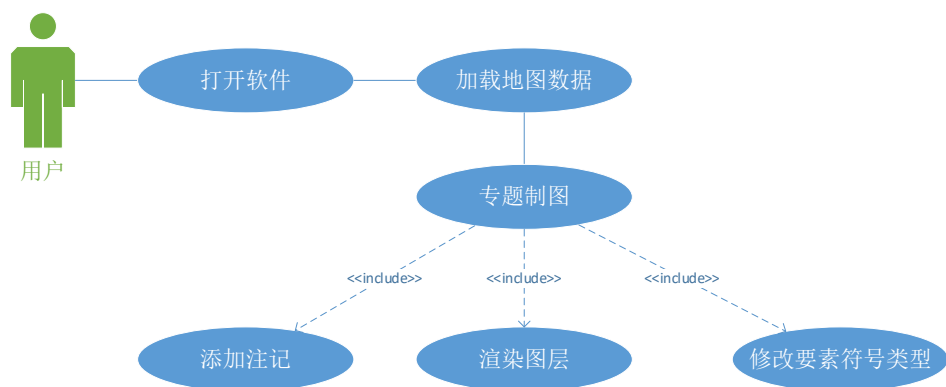 打开软件
加载地图数据
用户
专题制图
<<include>>
<<include>>
<<include>>
添加注记
渲染图层
修改要素符号类型